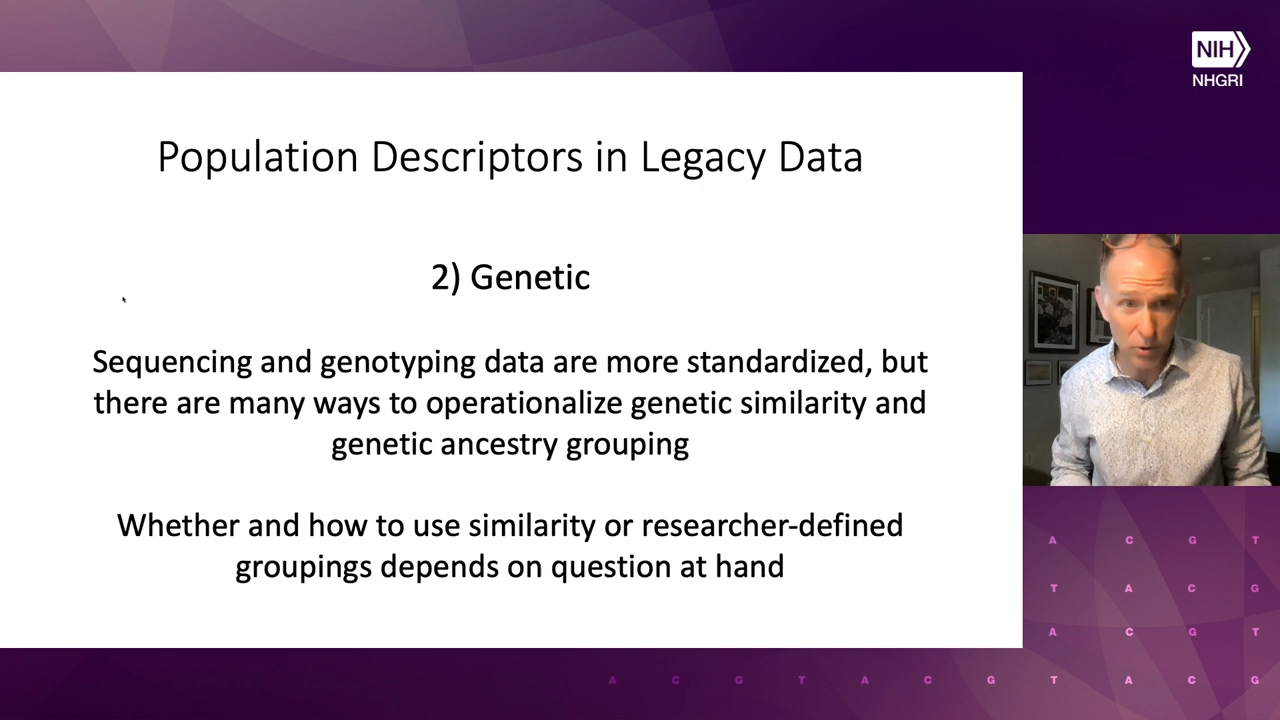 NIH
NHGRI
Population Descriptors in Legacy Data
2) Genetic
Sequencing and genotyping data are more standardized, but
there are many ways to operationalize genetic similarity and
genetic ancestry grouping
Whether and how to use similarity or researcher-defined
groupings depends on question at hand
A C G T
T A C G
A C G T
A C G T A C G T A C G